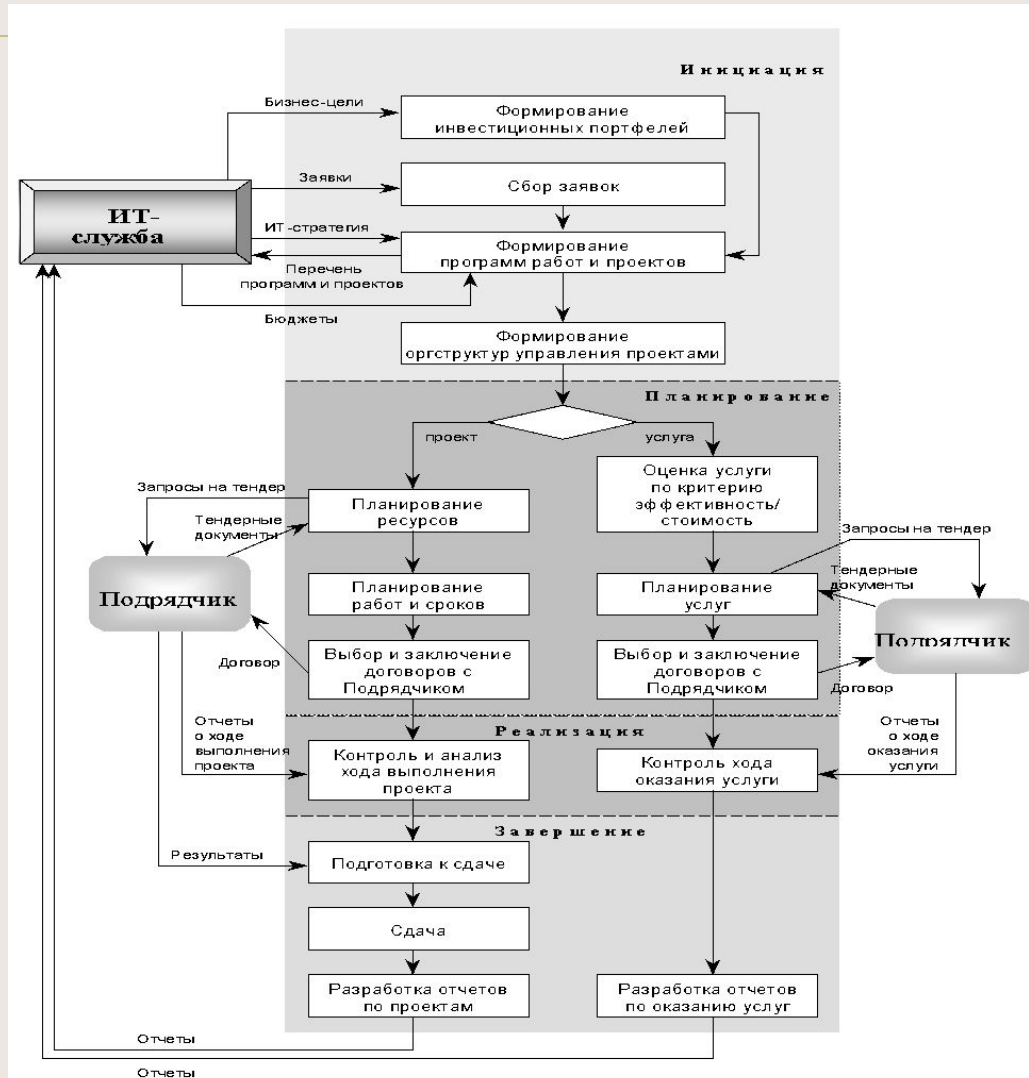 Инициация
Бизнес-цели
Формирование
инвестиционных портфелей
Заявки
Сбор заявок
ИТ-
служба
ИТ-стратегия
Формирование
программ работ и проектов
Перечень
программ и проектов
Бюджеты
Формирование
оргструктур управления проектами
Планирование
проект
услуга
Запросы на тендер
Планирование
ресурсов
Оценка услуги
по критерию
эффективность/
стоимость
Тендерные
документы
Запросы на тендер
Подрядчик
Планирование
работ и сроков
Планирование
услуг
Тендерные
документы
Подрядчик
Договор
Выбор и заключение
договоров с
Подрядчиком
Выбор и заключение
договоров с
Подрядчиком
Договор
Реализация
Отчеты
о ходе
выполнения
проекта
Контроль и анализ
хода выполнения
проекта
Контроль хода
оказания услуги
Отчеты
о ходе
оказания
услуги
Завершение
Результаты
Подготовка к сдаче
Сдача
Разработка отчетов
по проектам
Разработка отчетов
по оказанию услуг
Отчеты
Отчеты